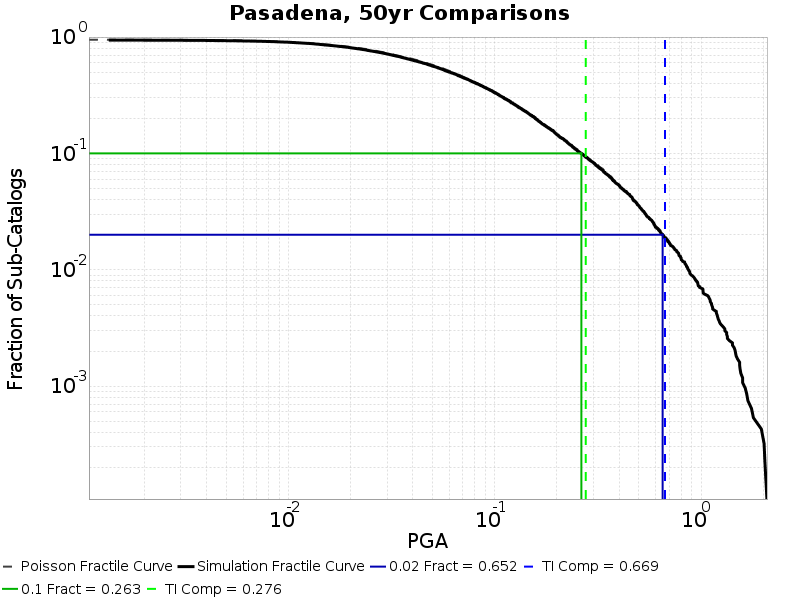 Pasadena, 50yr Comparisons
10^0
10^-1
10^-2
10^-3
Fraction of Sub-Catalogs
10^-2 10^-1 10^0
PGA
Poisson Fractile Curve Simulation Fractile Curve 0.02 Fract = 0.652 TI Comp = 0.669
0.1 Fract = 0.263 TI Comp = 0.276